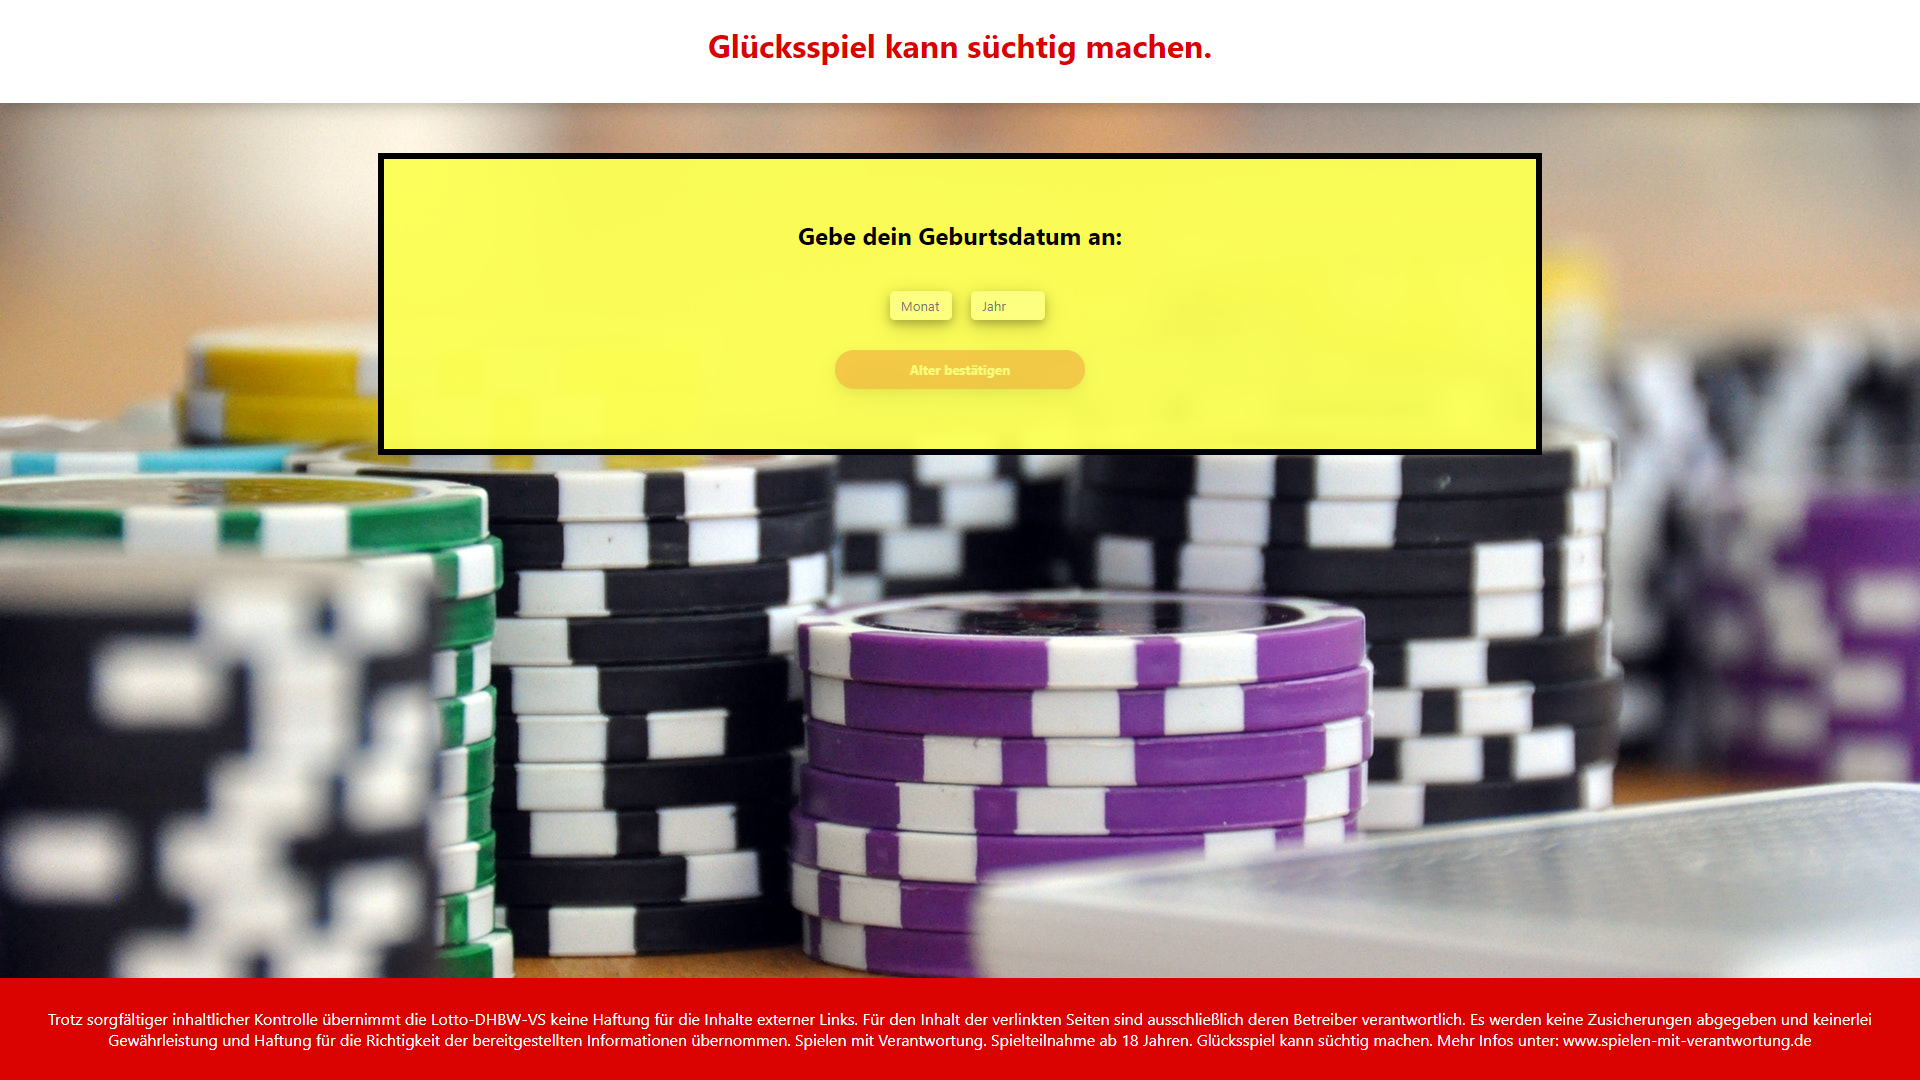 Glücksspiel kann süchtig machen.
Gebe dein Geburtsdatum an:
Monat Jahr
Alter bestätigen
Trotz sorgfältiger inhaltlicher Kontrolle übernimmt die Lotto-DHBW-VS keine Haftung für die Inhalte externer Links. Für den Inhalt der verlinkten Seiten sind ausschließlich deren Betreiber verantwortlich. Es werden keine Zusicherungen abgegeben und keinerlei
Gewährleistung und Haftung für die Richtigkeit der bereitgestellten Informationen übernommen. Spielen mit Verantwortung. Spielteilnahme ab 18 Jahren. Glücksspiel kann süchtig machen. Mehr Infos unter: www.spielen-mit-verantwortung.de